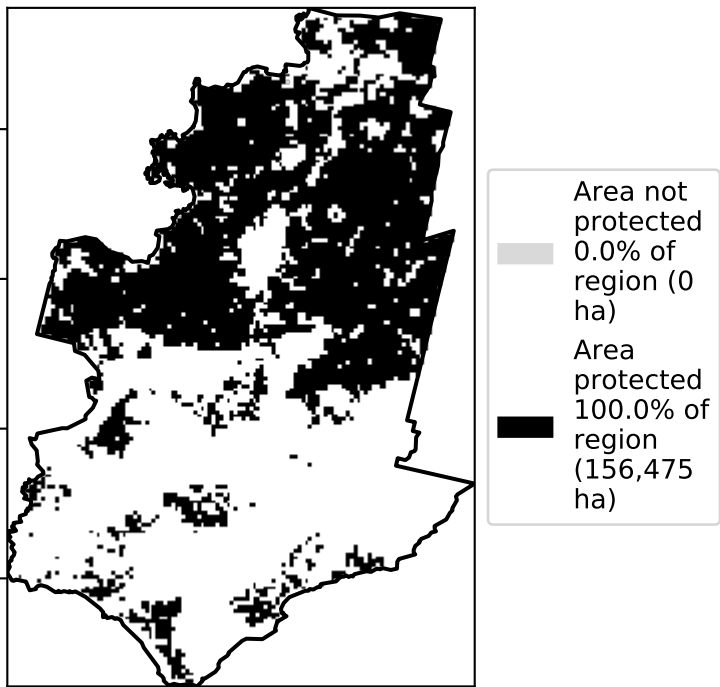 Area not
protected
0.0% of
region (0
ha)
Area
protected
100.0% of
region
(156,475
ha)